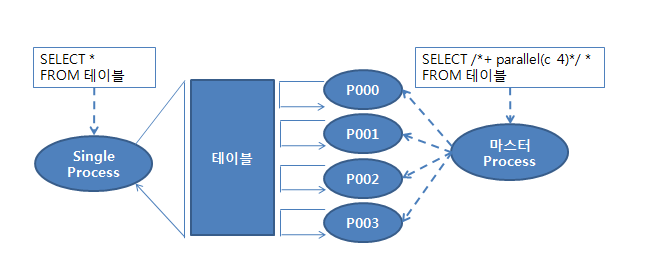 SELECT *
FROM 테이블
SELECT /*+ parallel(c 4)*/ *
FROM 테이블
Single
Process
테이블
P000
P001
P002
P003
마스터
Process